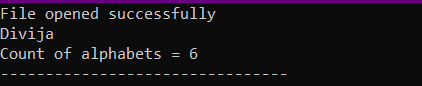 File opened successfully
Divija
Count of alphabets = 6
--------------------------------